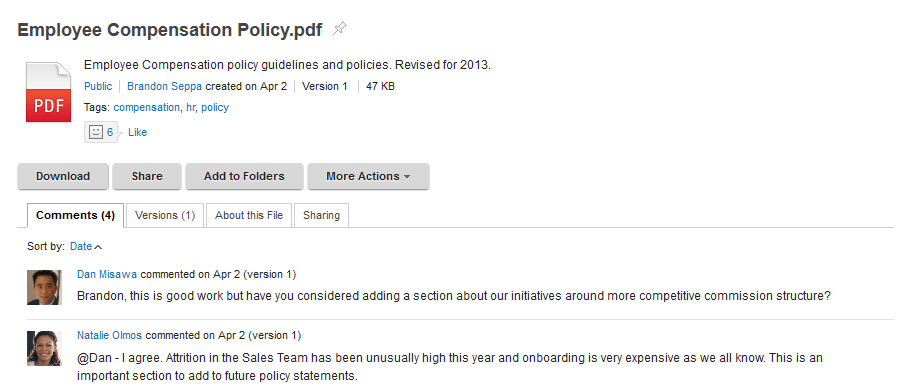 Employee Compensation Policy.pdf
PDF
Employee Compensation policy guidelines and policies. Revised for 2013.
Public Brandon Seppa created on Apr 2 Version 1 47 KB
Tags: compensation, hr, policy
6 Like
Download Share Add to Folders More Actions
Comments (4) Versions (1) About this File Sharing
Sort by: Date
Dan Misawa commented on Apr 2 (version 1)
Brandon, this is good work but have you considered adding a section about our initiatives around more competitive commission structure?
Natalie Olmos commented on Apr 2 (version 1)
@Dan - I agree. Attrition in the Sales Team has been unusually high this year and onboarding is very expensive as we all know. This is an
important section to add to future policy statements.